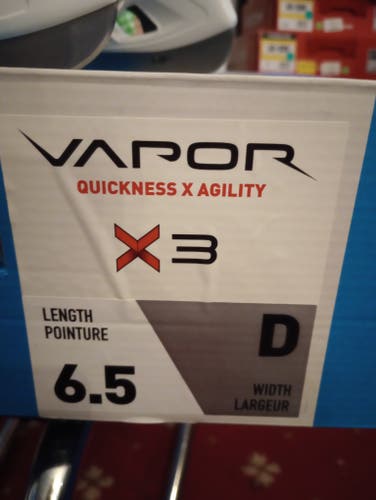 VAPOR
QUICKNESS X AGILITY
X3
LENGTH
POINTURE
6.5
D
WIDTH
LARGEUR